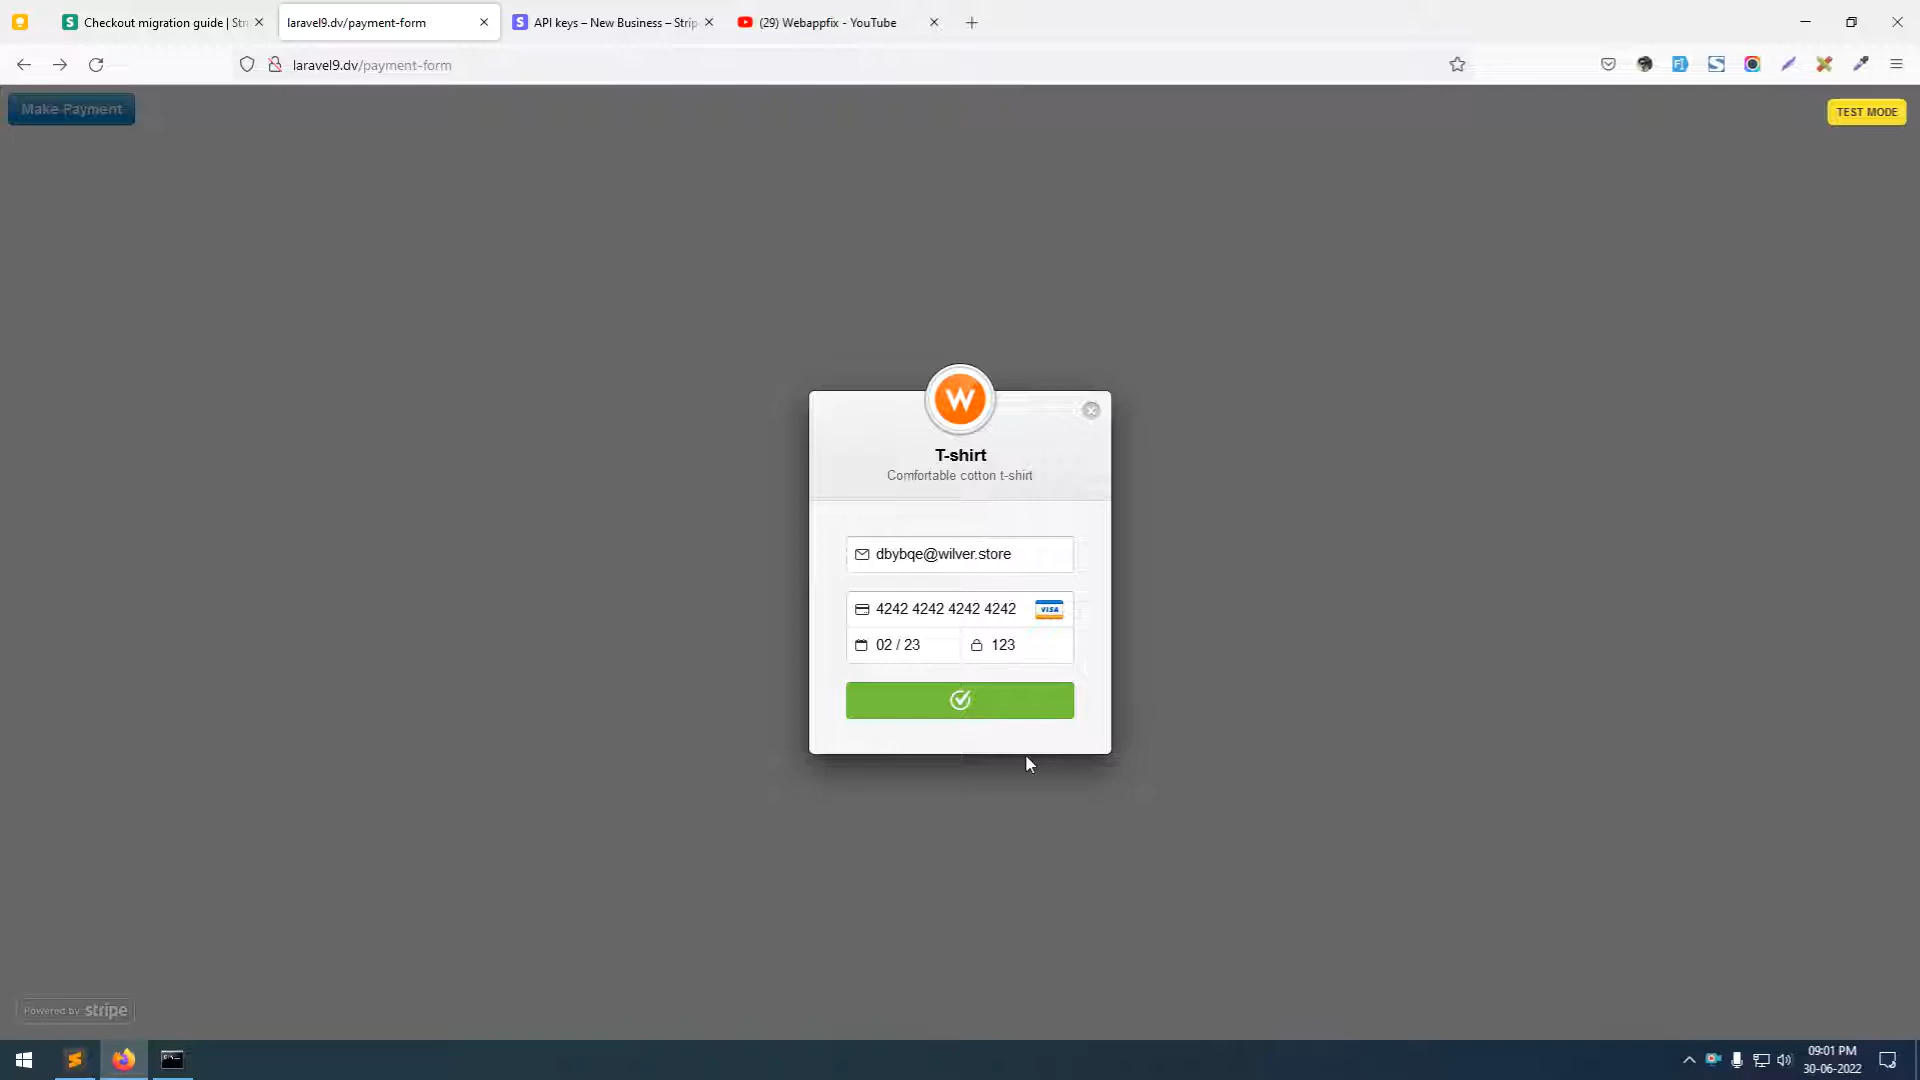 Checkout migration guide | Str
laravel9.dv/payment-form
API keys – New Business – Strip
(29) Webappfix - YouTube
laravel9.dv/payment-form
Make Payment
TEST MODE
W
T-shirt
Comfortable cotton t-shirt
dbybqe@wilver.store
4242 4242 4242 4242
VISA
02 / 23
123
Powered by stripe
09:01 PM
30-06-2022